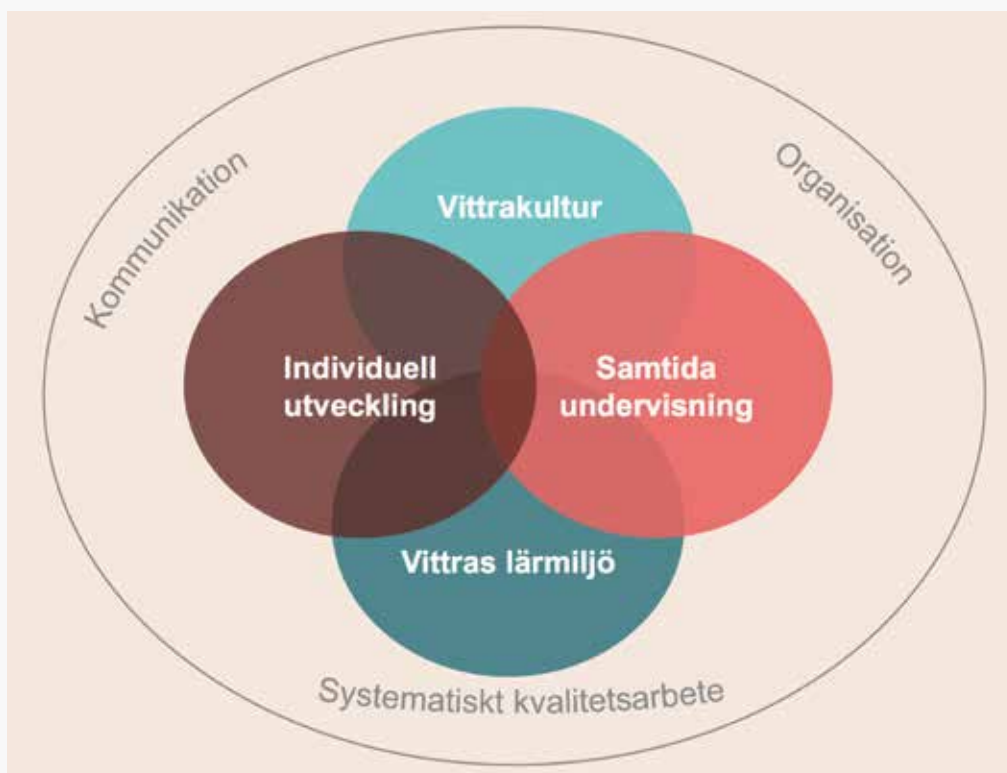 Kommunikation
Organisation
Vittrakultur
Individuell
utveckling
Samtida
undervisning
Vittras lärmiljö
Systematiskt kvalitetsarbete